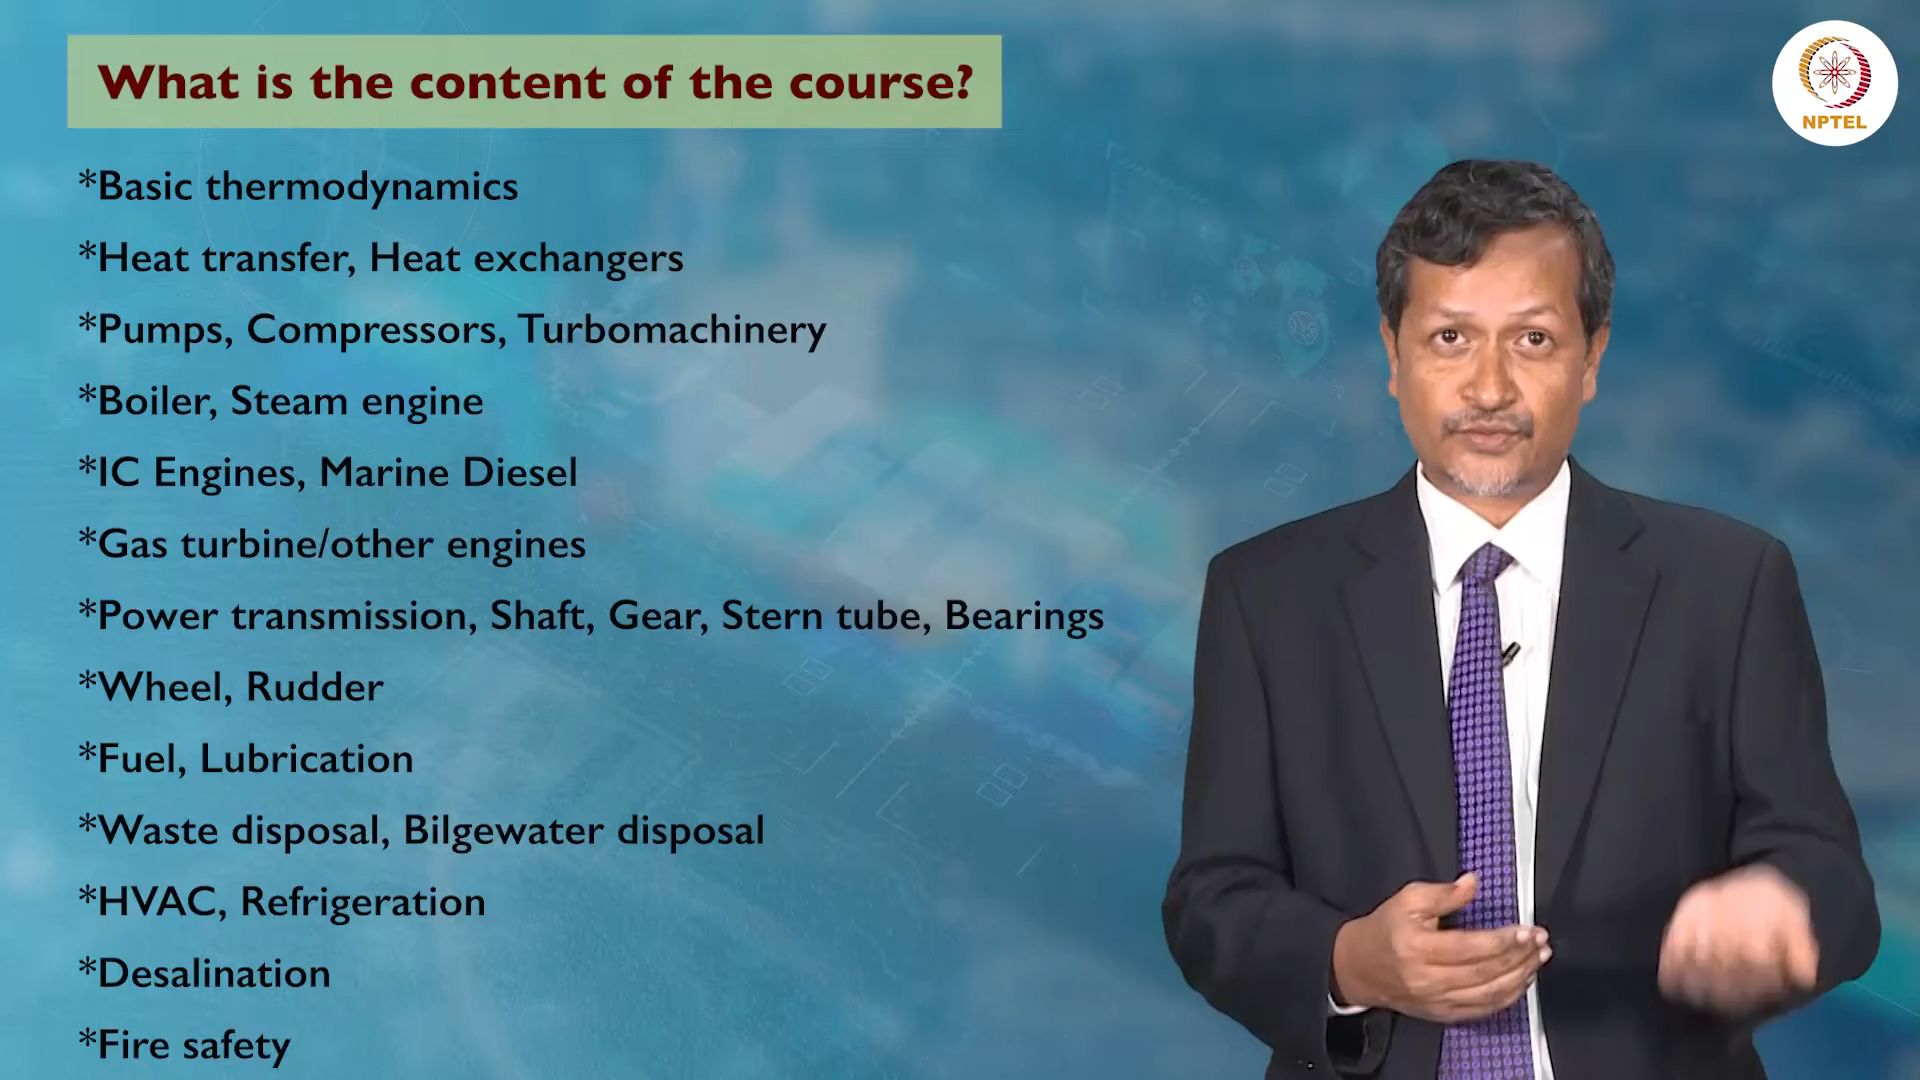 What is the content of the course?
NPTEL
*Basic thermodynamics
*Heat transfer, Heat exchangers
*Pumps, Compressors, Turbomachinery
*Boiler, Steam engine
*IC Engines, Marine Diesel
*Gas turbine/other engines
*Power transmission, Shaft, Gear, Stern tube, Bearings
*Wheel, Rudder
*Fuel, Lubrication
*Waste disposal, Bilgewater disposal
*HVAC, Refrigeration
*Desalination
*Fire safety